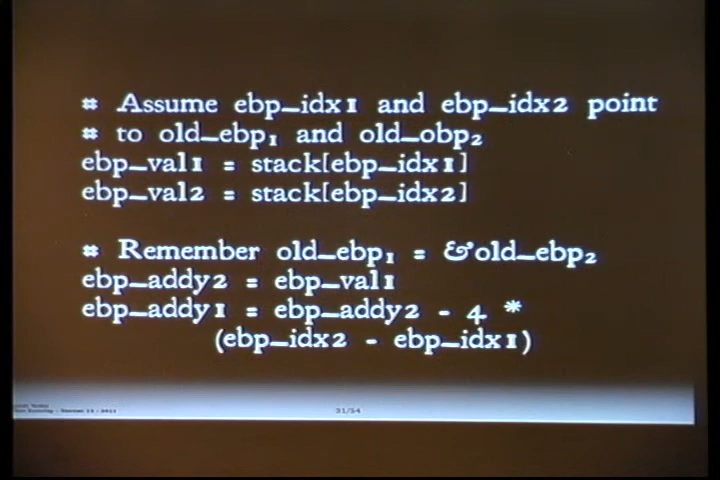 # Assume ebp_idx1 and ebp_idx2 point
# to old_ebp₁ and old_obp₂
ebp_val1 = stack[ebp_idx1]
ebp_val2 = stack[ebp_idx2]
# Remember old_ebp₁ = &old_ebp₂
ebp_addy2 = ebp_val1
ebp_addy1 = ebp_addy2 - 4 *
(ebp_idx2 - ebp_idx1)
31/54